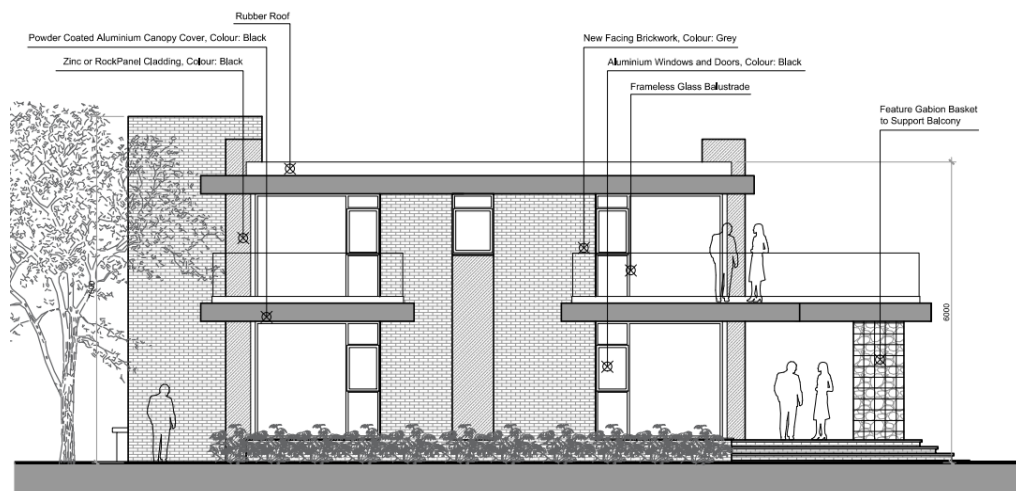 Rubber Roof
Powder Coated Aluminium Canopy Cover, Colour: Black
New Facing Brickwork, Colour: Grey
Zinc or RockPanel Cladding, Colour: Black
Aluminium Windows and Doors, Colour: Black
Frameless Glass Balustrade
Feature Gabion Basket
to Support Balcony
6000